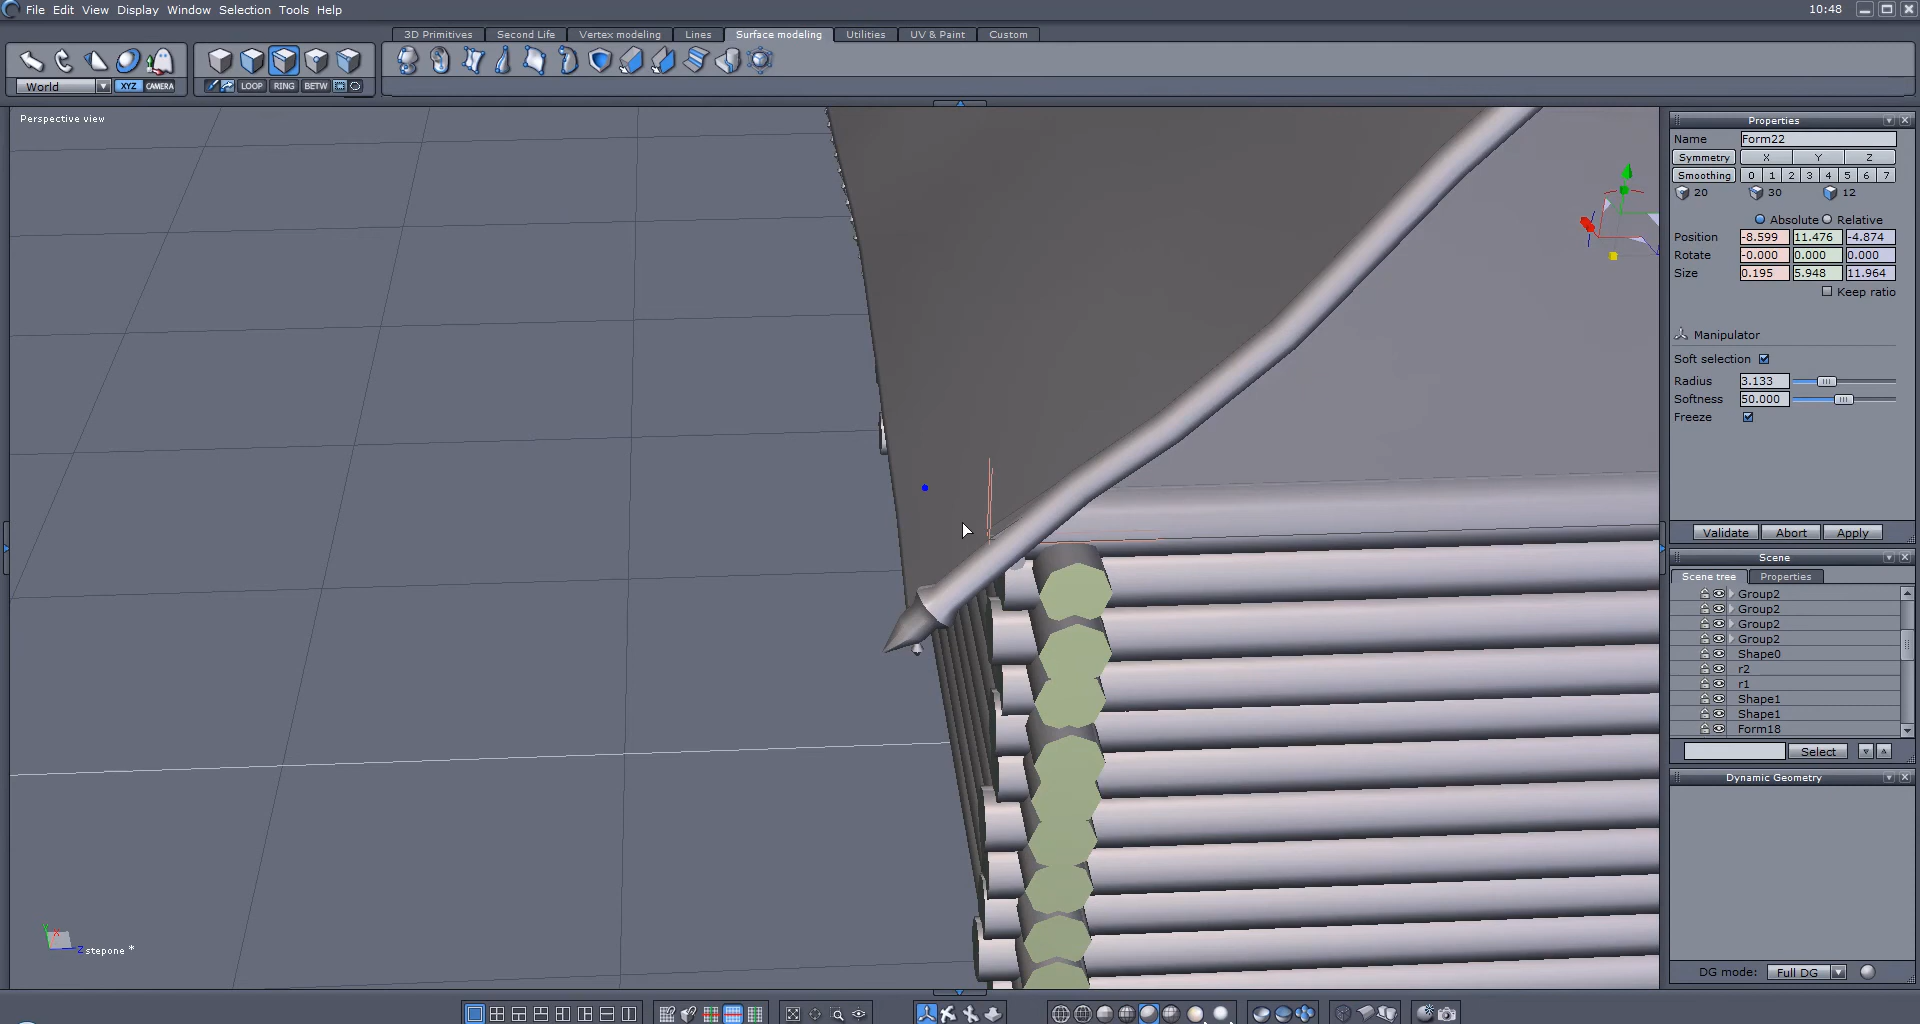 File Edit View Display Window Selection Tools Help
10:48
3D Primitives Second Life Vertex modeling Lines Surface modeling Utilities UV & Paint Custom
World XYZ CAMERA LOOP RING BETW
Perspective view
Properties
Name Form22
Symmetry X Y Z
Smoothing 0 1 2 3 4 5 6 7
20 30 12
Absolute Relative
Position -8.599 11.476 -4.874
Rotate -0.000 0.000 0.000
Size 0.195 5.948 11.964
Keep ratio
Manipulator
Soft selection
Radius 3.133
Softness 50.000
Freeze
Validate Abort Apply
Scene
Scene tree Properties
Group2
Group2
Group2
Group2
Shape0
r2
r1
Shape1
Shape1
Form18
Select
Dynamic Geometry
DG mode: Full DG
Y X Z
stepone *